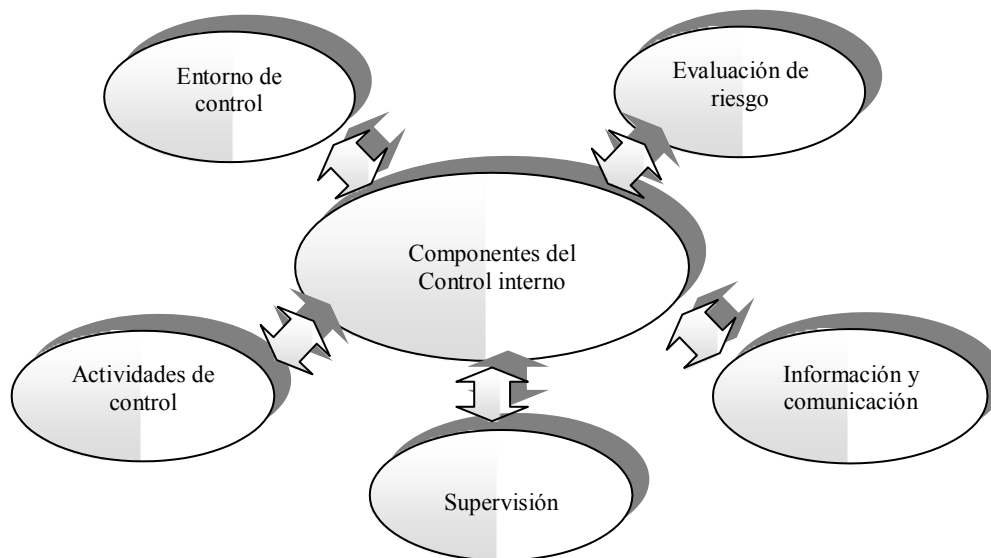 Entorno de
control
Evaluación de
riesgo
Componentes del
Control interno
Actividades de
control
Información y
comunicación
Supervisión